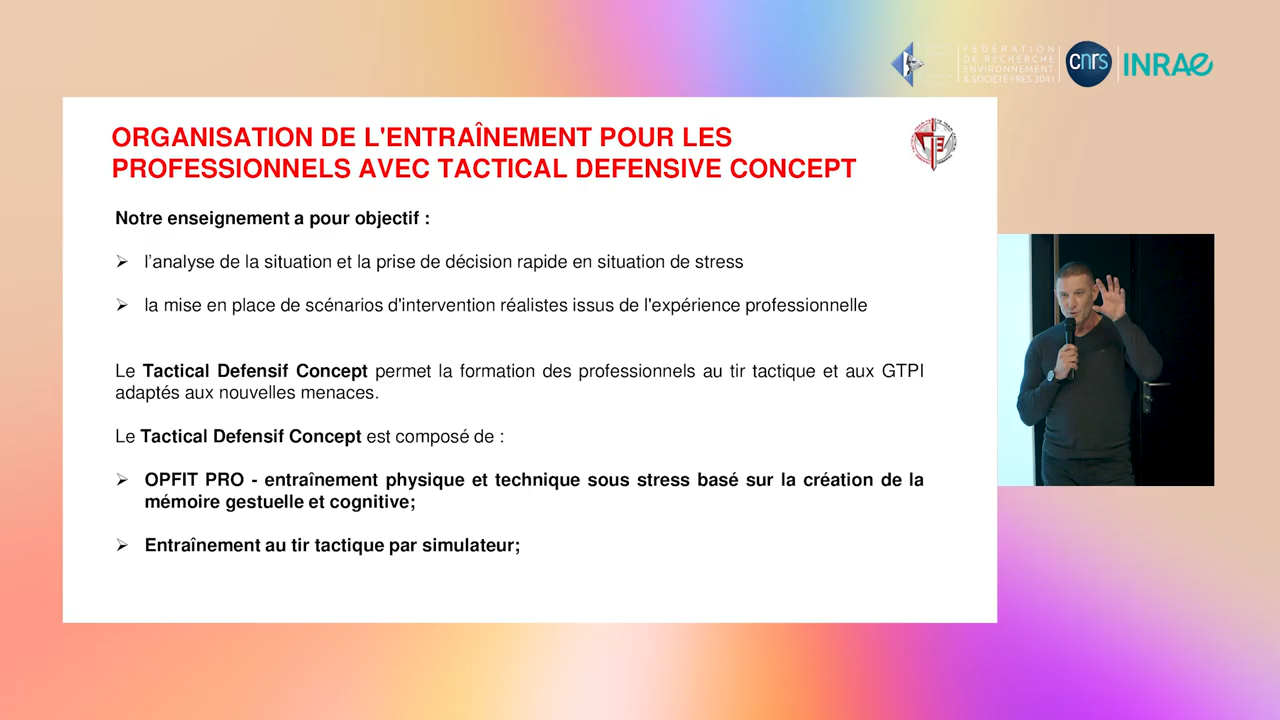 FÉDÉRATION
DE RECHERCHE
ENVIRONNEMENT
& SOCIÉTÉ FRES 3041
cnrs
INRAE
ORGANISATION DE L'ENTRAÎNEMENT POUR LES
PROFESSIONNELS AVEC TACTICAL DEFENSIVE CONCEPT
Notre enseignement a pour objectif :
➢ l’analyse de la situation et la prise de décision rapide en situation de stress
➢ la mise en place de scénarios d'intervention réalistes issus de l'expérience professionnelle
Le Tactical Defensif Concept permet la formation des professionnels au tir tactique et aux GTPI
adaptés aux nouvelles menaces.
Le Tactical Defensif Concept est composé de :
➢ OPFIT PRO - entraînement physique et technique sous stress basé sur la création de la
mémoire gestuelle et cognitive;
➢ Entraînement au tir tactique par simulateur;